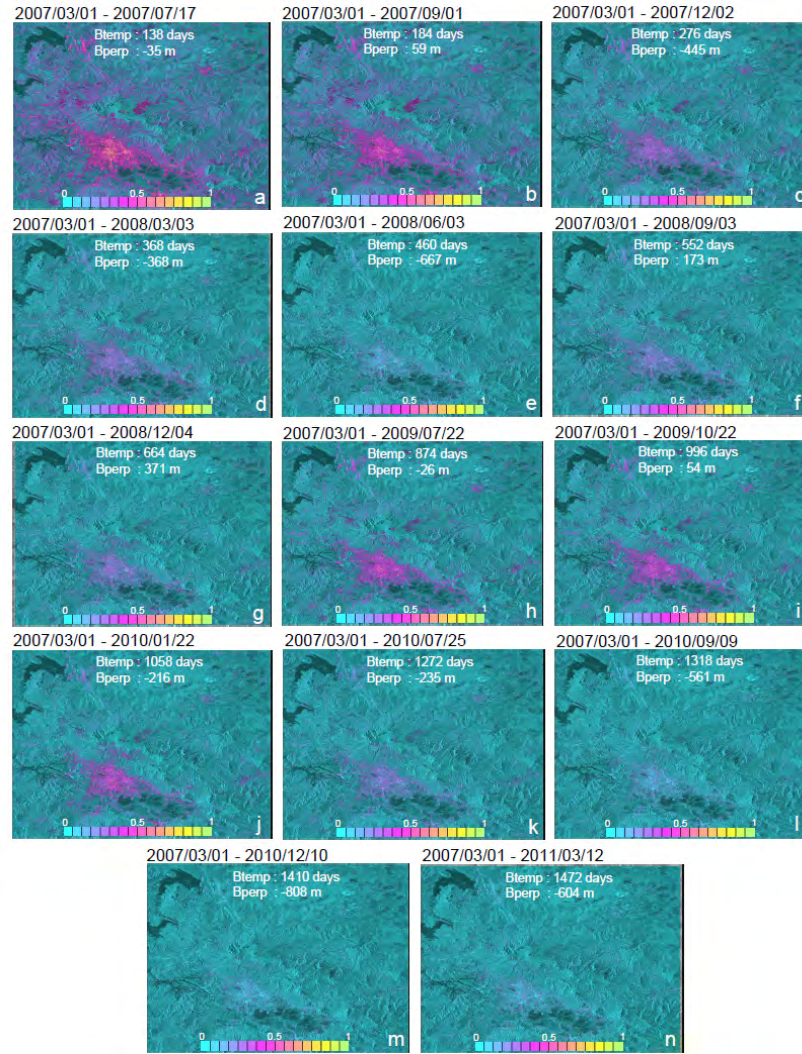 2007/03/01 - 2007/07/17
Btemp : 138 days
Bperp : -35 m
0 0.5 1
a
2007/03/01 - 2007/09/01
Btemp : 184 days
Bperp : 59 m
0 0.5 1
b
2007/03/01 - 2007/12/02
Btemp : 276 days
Bperp : -445 m
0 0.5 1
c
2007/03/01 - 2008/03/03
Btemp : 368 days
Bperp : -368 m
0 0.5 1
d
2007/03/01 - 2008/06/03
Btemp : 460 days
Bperp : -667 m
0 0.5 1
e
2007/03/01 - 2008/09/03
Btemp : 552 days
Bperp : 173 m
0 0.5 1
f
2007/03/01 - 2008/12/04
Btemp : 664 days
Bperp : 371 m
0 0.5 1
g
2007/03/01 - 2009/07/22
Btemp : 874 days
Bperp : -26 m
0 0.5 1
h
2007/03/01 - 2009/10/22
Btemp : 996 days
Bperp : 54 m
0 0.5 1
i
2007/03/01 - 2010/01/22
Btemp : 1058 days
Bperp : -216 m
0 0.5 1
j
2007/03/01 - 2010/07/25
Btemp : 1272 days
Bperp : -235 m
0 0.5 1
k
2007/03/01 - 2010/09/09
Btemp : 1318 days
Bperp : -561 m
0 0.5 1
l
2007/03/01 - 2010/12/10
Btemp : 1410 days
Bperp : -808 m
0 0.5 1
m
2007/03/01 - 2011/03/12
Btemp : 1472 days
Bperp : -604 m
0 0.5 1
n